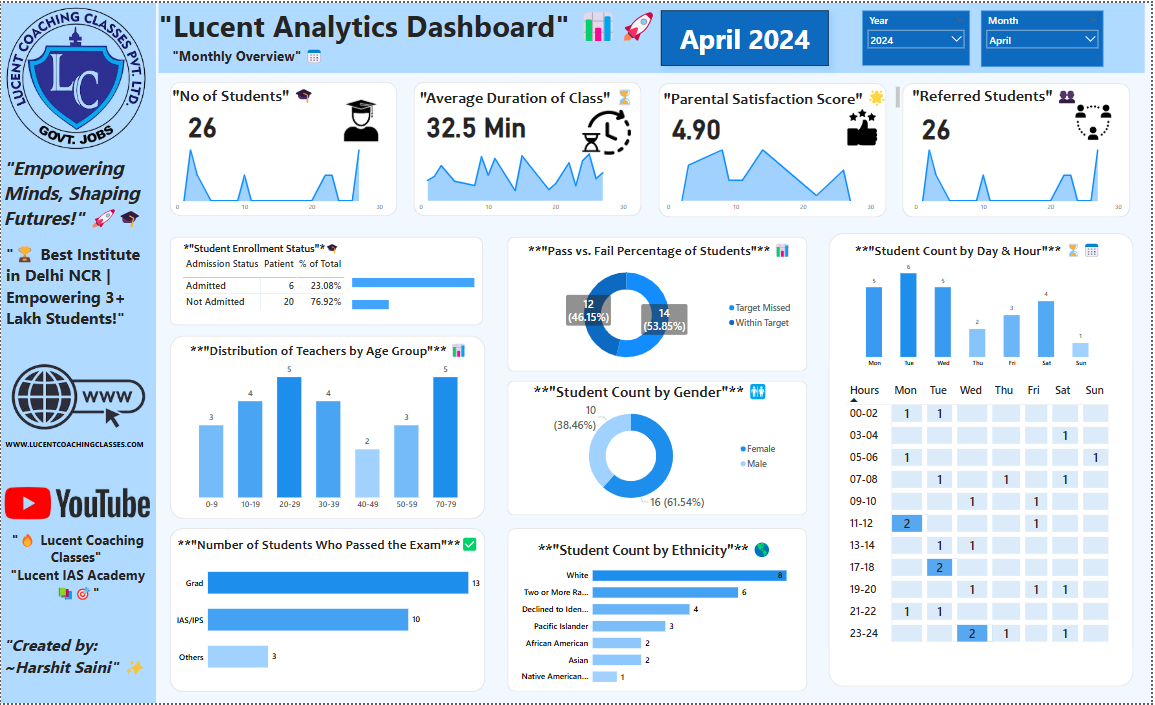 LUCENT COACHING CLASSES PVT. LTD
LC
GOVT. JOBS
"Empowering
Minds, Shaping
Futures!" 🚀 🎓
" 🏆 Best Institute
in Delhi NCR |
Empowering 3+
Lakh Students!"
WWW
WWW.LUCENTCOACHINGCLASSES.COM
YouTube
" 🔥 Lucent Coaching
Classes"
"Lucent IAS Academy
📚 🎯 "
"Created by:
~Harshit Saini" ✨
"Lucent Analytics Dashboard" 📊 🚀
"Monthly Overview" 📅
April 2024
Year
2024
Month
April
"No of Students" 🎓
26
0 10 20 30
"Average Duration of Class" ⏳
32.5 Min
0 10 20 30
"Parental Satisfaction Score" 🌟
4.90
0 10 20 30
"Referred Students" 👥
26
0 10 20 30
*"Student Enrollment Status"* 🎓
Admission Status Patient % of Total
Admitted 6 23.08%
Not Admitted 20 76.92%
**"Distribution of Teachers by Age Group"** 📊
3 4 5 4 2 3 5
0-9 10-19 20-29 30-39 40-49 50-59 70-79
**"Number of Students Who Passed the Exam"** ✅
Grad 13
IAS/IPS 10
Others 3
**"Pass vs. Fail Percentage of Students"** 📊
12
(46.15%)
14
(53.85%)
Target Missed
Within Target
**"Student Count by Gender"** 🚻
10
(38.46%)
16 (61.54%)
Female
Male
**"Student Count by Ethnicity"** 🌎
White 8
Two or More Ra... 6
Declined to Iden... 4
Pacific Islander 3
African American 2
Asian 2
Native American... 1
**"Student Count by Day & Hour"** ⏳ 📅
5 6 5 2 3 4 1
Mon Tue Wed Thu Fri Sat Sun
Hours Mon Tue Wed Thu Fri Sat Sun
00-02 1 1
03-04 1
05-06 1 1
07-08 1 1 1
09-10 1 1
11-12 2 1
13-14 1 1
17-18 2
19-20 1 1 1
21-22 1 1
23-24 2 1 1